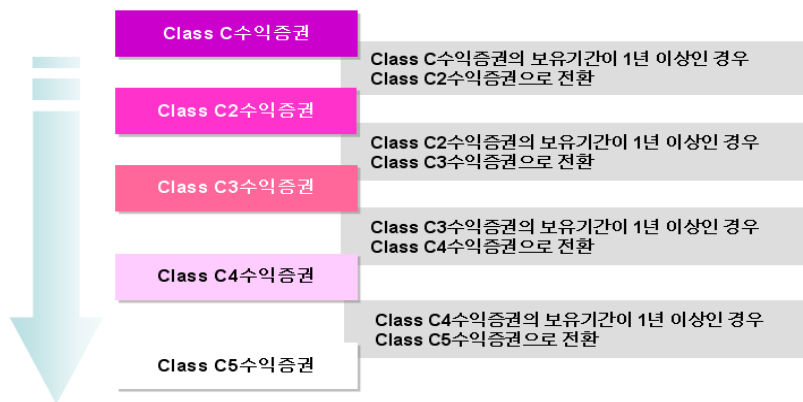 Class C수익증권
Class C수익증권의 보유기간이 1년 이상인 경우
Class C2수익증권으로 전환
Class C2수익증권
Class C2수익증권의 보유기간이 1년 이상인 경우
Class C3수익증권으로 전환
Class C3수익증권
Class C3수익증권의 보유기간이 1년 이상인 경우
Class C4수익증권으로 전환
Class C4수익증권
Class C4수익증권의 보유기간이 1년 이상인 경우
Class C5수익증권으로 전환
Class C5수익증권